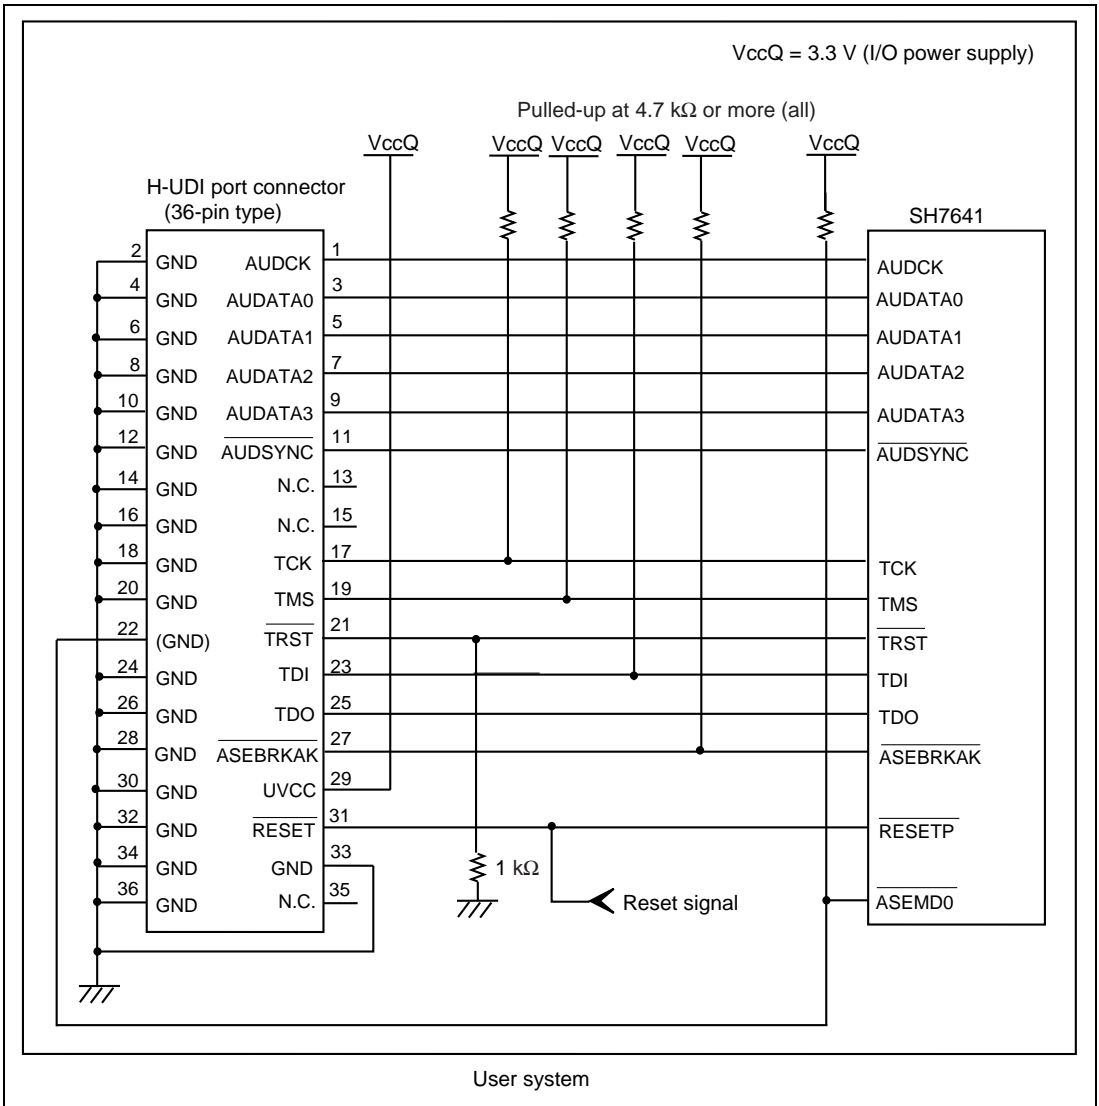 VccQ = 3.3 V (I/O power supply)
Pulled-up at 4.7 kΩ or more (all)
VccQ VccQ VccQ VccQ VccQ VccQ
H-UDI port connector
(36-pin type)
SH7641
2 GND AUDCK 1 AUDCK
4 GND AUDATA0 3 AUDATA0
6 GND AUDATA1 5 AUDATA1
8 GND AUDATA2 7 AUDATA2
10 GND AUDATA3 9 AUDATA3
12 GND AUDSYNC 11 AUDSYNC
14 GND N.C. 13
16 GND N.C. 15
18 GND TCK 17 TCK
20 GND TMS 19 TMS
22 (GND) TRST 21 TRST
24 GND TDI 23 TDI
26 GND TDO 25 TDO
28 GND ASEBRKAK 27 ASEBRKAK
30 GND UVCC 29
32 GND RESET 31 RESETP
34 GND GND 33 1 kΩ
36 GND N.C. 35 Reset signal ASEMD0
User system